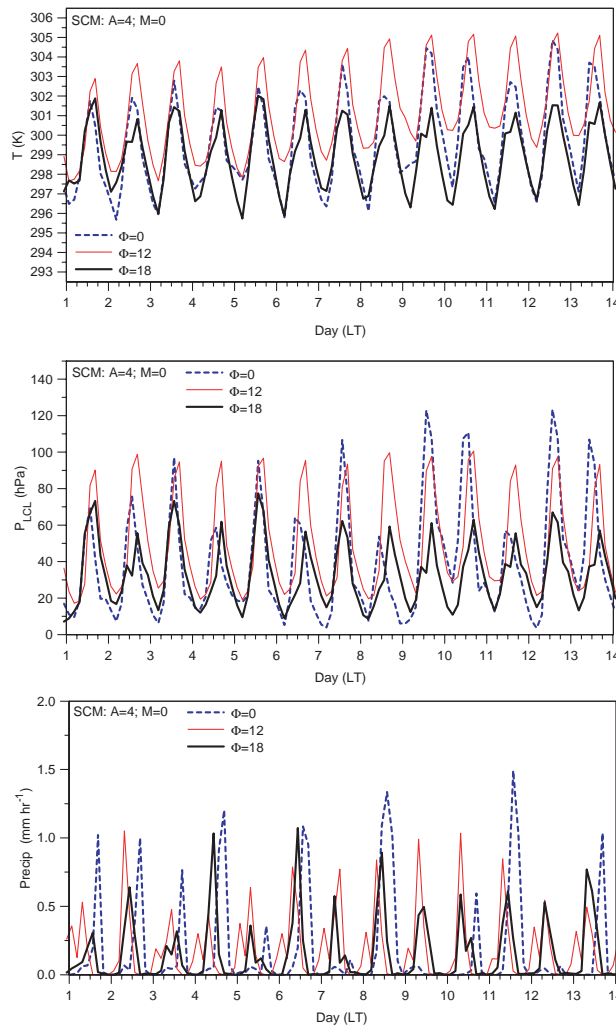 306
305
304
303
302
301
300
299
298
297
296
295
294
293
T (K)
SCM: A=4; M=0
Φ=0
Φ=12
Φ=18
1 2 3 4 5 6 7 8 9 10 11 12 13 14
Day (LT)
140
120
100
80
60
40
20
0
P_LCL (hPa)
SCM: A=4; M=0
Φ=0
Φ=12
Φ=18
1 2 3 4 5 6 7 8 9 10 11 12 13 14
Day (LT)
2.0
1.5
1.0
0.5
0.0
Precip (mm hr⁻¹)
SCM: A=4; M=0
Φ=0
Φ=12
Φ=18
1 2 3 4 5 6 7 8 9 10 11 12 13 14
Day (LT)